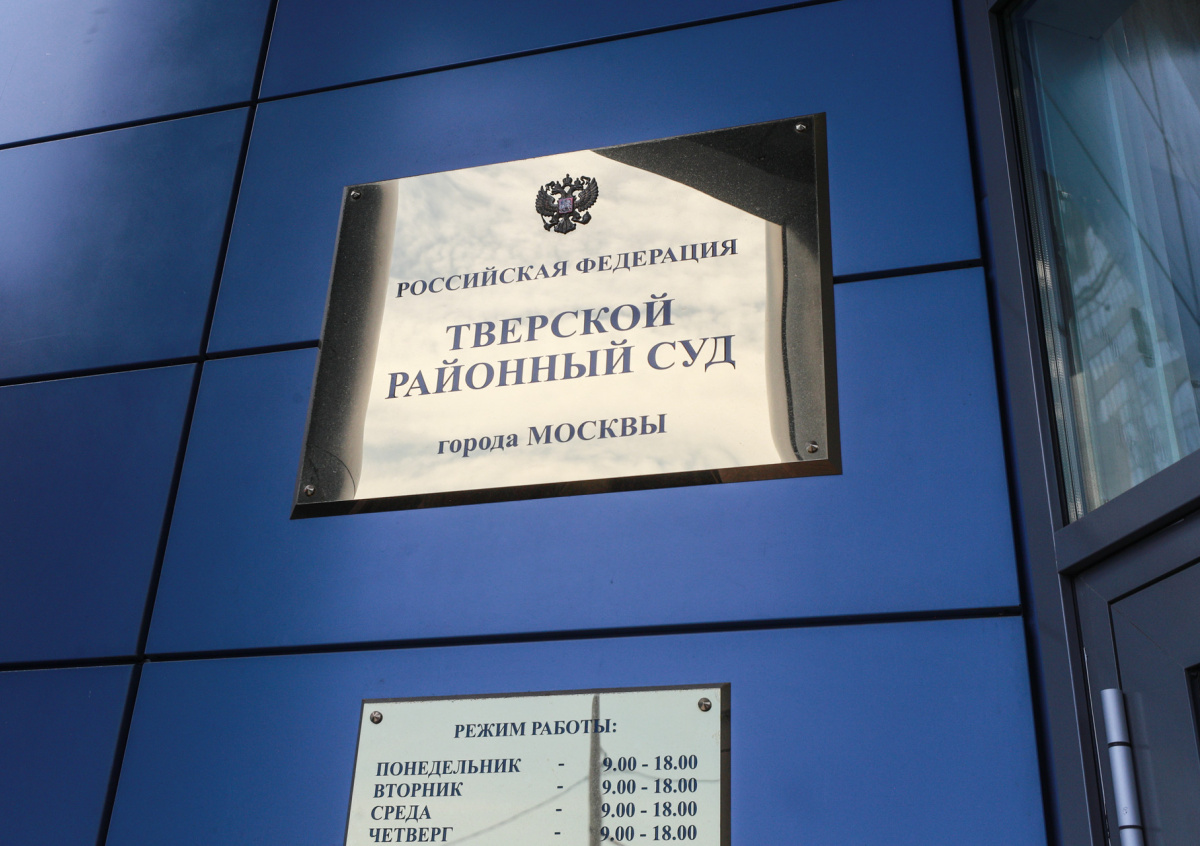 РОССИЙСКАЯ ФЕДЕРАЦИЯ
ТВЕРСКОЙ
РАЙОННЫЙ СУД
города МОСКВЫ
РЕЖИМ РАБОТЫ:
ПОНЕДЕЛЬНИК - 9.00 - 18.00
ВТОРНИК - 9.00 - 18.00
СРЕДА - 9.00 - 18.00
ЧЕТВЕРГ - 9.00 - 18.00